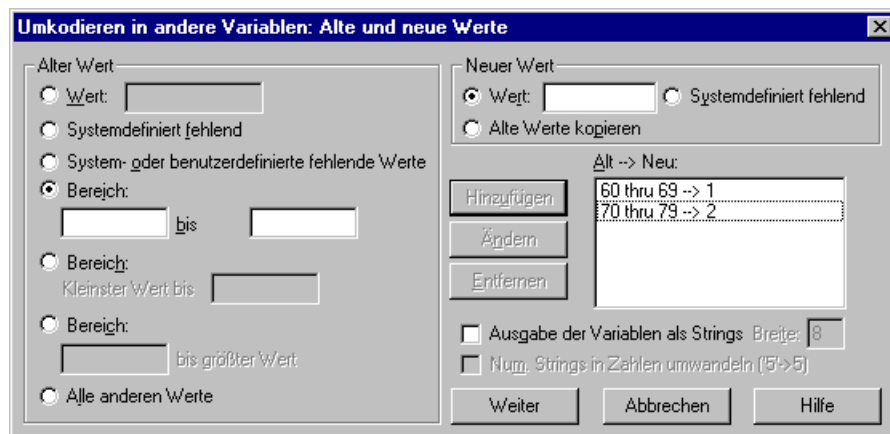 Umkodieren in andere Variablen: Alte und neue Werte
Alter Wert
Wert:
Systemdefiniert fehlend
System- oder benutzerdefinierte fehlende Werte
Bereich:
bis
Bereich:
Kleinster Wert bis
Bereich:
bis größter Wert
Alle anderen Werte
Neuer Wert
Wert:
Systemdefiniert fehlend
Alte Werte kopieren
Alt --> Neu:
Hinzufügen
Ändern
Entfernen
60 thru 69 --> 1
70 thru 79 --> 2
Ausgabe der Variablen als Strings Breite: 8
Num. Strings in Zahlen umwandeln ('5'->5)
Weiter
Abbrechen
Hilfe